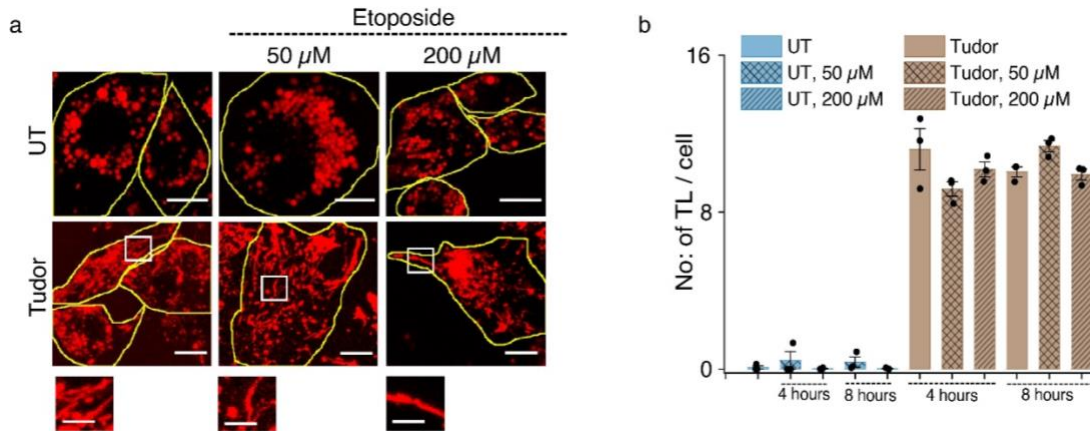 a
Etoposide
50 µM
200 µM
UT
Tudor
b
No: of TL / cell
16
8
0
UT
UT, 50 µM
UT, 200 µM
Tudor
Tudor, 50 µM
Tudor, 200 µM
4 hours
8 hours
4 hours
8 hours